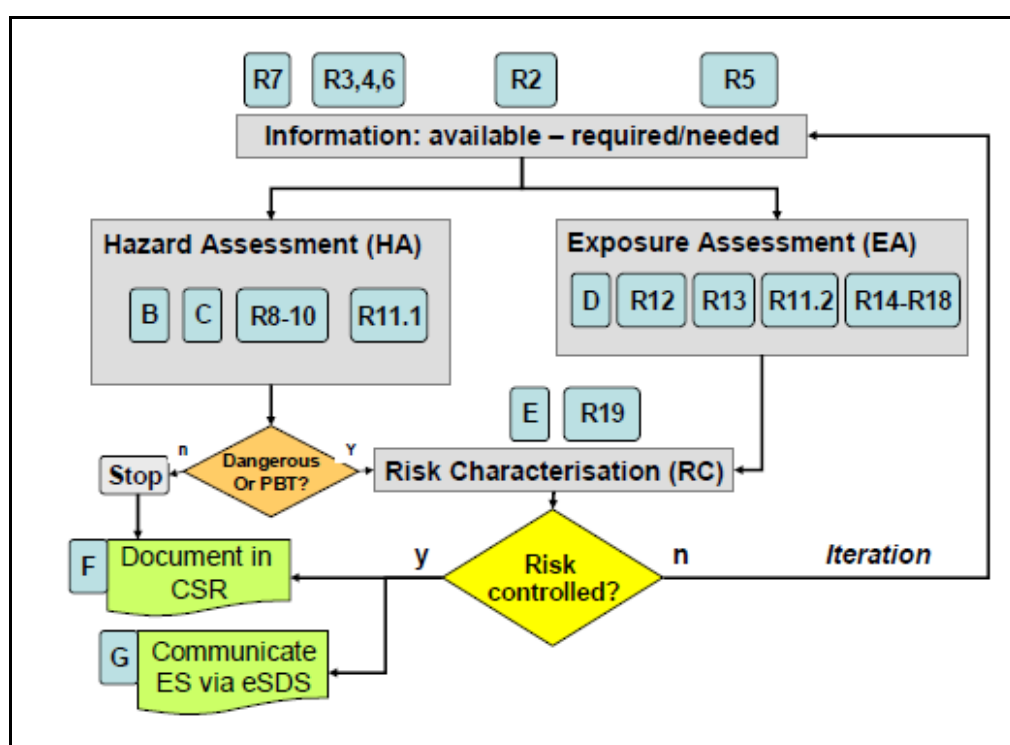 R7
R3,4,6
R2
R5
Information: available – required/needed
Hazard Assessment (HA)
B
C
R8-10
R11.1
Exposure Assessment (EA)
D
R12
R13
R11.2
R14-R18
E
R19
n
Dangerous
Or PBT?
Y
Stop
Risk Characterisation (RC)
F
Document in
CSR
y
Risk
controlled?
n
Iteration
G
Communicate
ES via eSDS